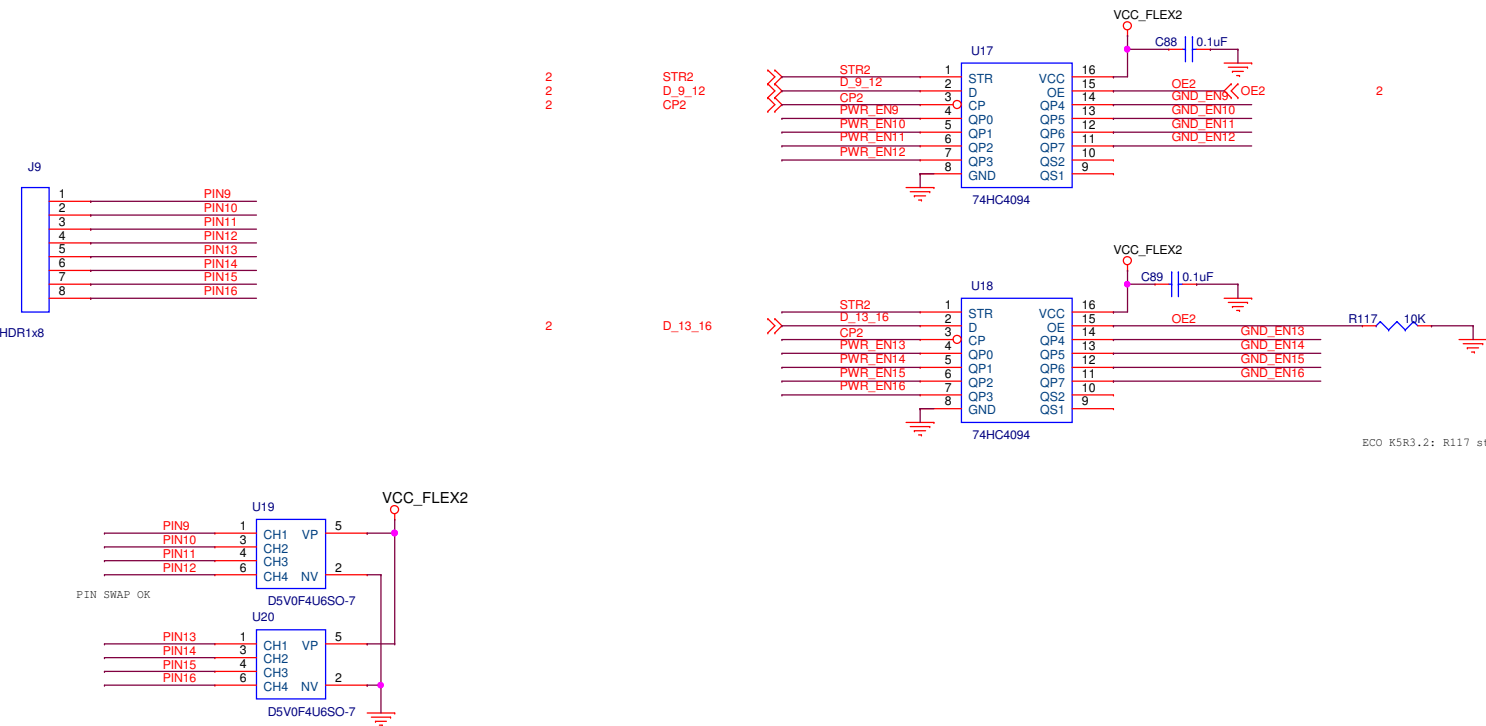 VCC_FLEX2
C88 0.1uF
U17
2 STR2 STR2 1 STR VCC 16
2 D_9_12 D_9_12 2 D OE 15 OE2 OE2 2
2 CP2 CP2 3 CP QP4 14 GND_EN9
PWR_EN9 4 QP0 QP5 13 GND_EN10
PWR_EN10 5 QP1 QP6 12 GND_EN11
PWR_EN11 6 QP2 QP7 11 GND_EN12
PWR_EN12 7 QP3 QS2 10
8 GND QS1 9
74HC4094
J9
1 PIN9
2 PIN10
3 PIN11
4 PIN12
5 PIN13
6 PIN14
7 PIN15
8 PIN16
HDR1x8
VCC_FLEX2
C89 0.1uF
U18
STR2 1 STR VCC 16
2 D_13_16 D_13_16 2 D OE 15 OE2 R117 10K
CP2 3 CP QP4 14 GND_EN13
PWR_EN13 4 QP0 QP5 13 GND_EN14
PWR_EN14 5 QP1 QP6 12 GND_EN15
PWR_EN15 6 QP2 QP7 11 GND_EN16
PWR_EN16 7 QP3 QS2 10
8 GND QS1 9
74HC4094
ECO K5R3.2: R117 st
VCC_FLEX2
U19
PIN9 1 CH1 VP 5
PIN10 3 CH2
PIN11 4 CH3
PIN12 6 CH4 NV 2
PIN SWAP OK
D5V0F4U6SO-7
U20
PIN13 1 CH1 VP 5
PIN14 3 CH2
PIN15 4 CH3
PIN16 6 CH4 NV 2
D5V0F4U6SO-7